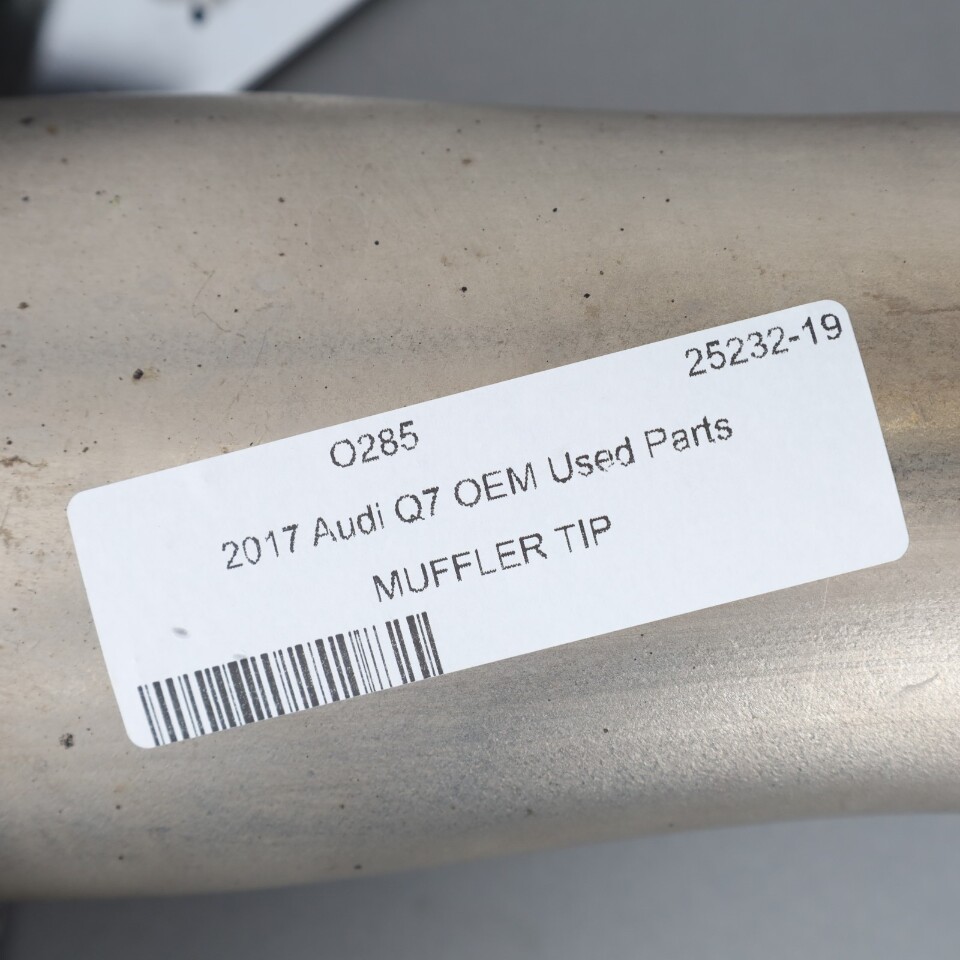 25232-19
O285
2017 Audi Q7 OEM Used Parts
MUFFLER TIP